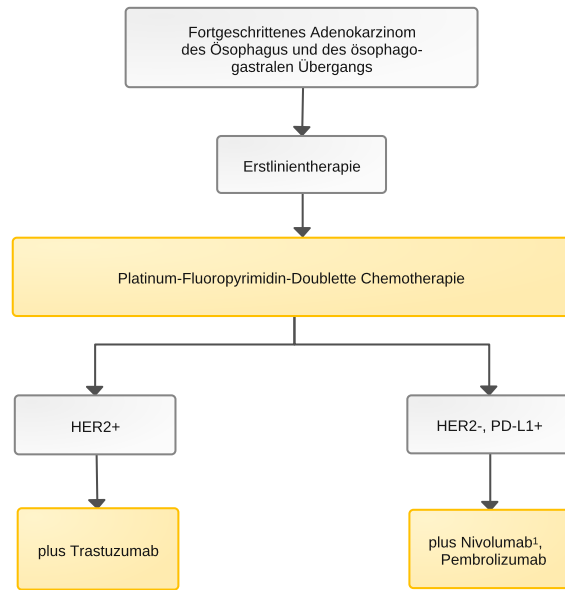 Fortgeschrittenes Adenokarzinom
des Ösophagus und des ösophago-
gastralen Übergangs
Erstlinientherapie
Platinum-Fluoropyrimidin-Doublette Chemotherapie
HER2+
HER2-, PD-L1+
plus Trastuzumab
plus Nivolumab¹,
Pembrolizumab